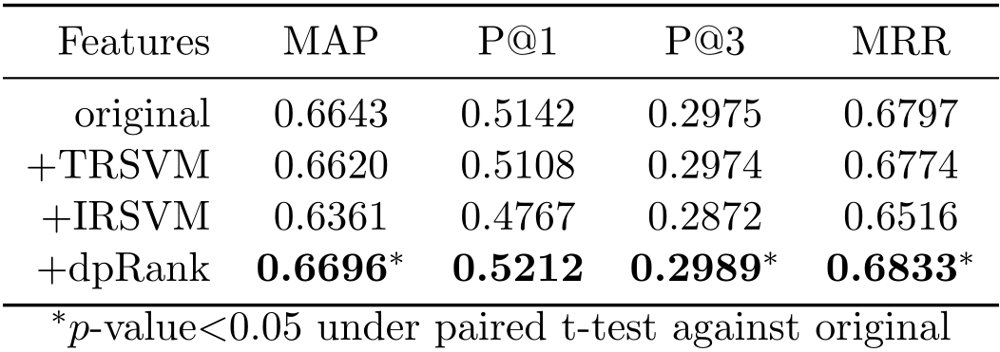 Features MAP P@1 P@3 MRR
original 0.6643 0.5142 0.2975 0.6797
+TRSVM 0.6620 0.5108 0.2974 0.6774
+IRSVM 0.6361 0.4767 0.2872 0.6516
+dpRank 0.6696* 0.5212 0.2989* 0.6833*
*p-value<0.05 under paired t-test against original